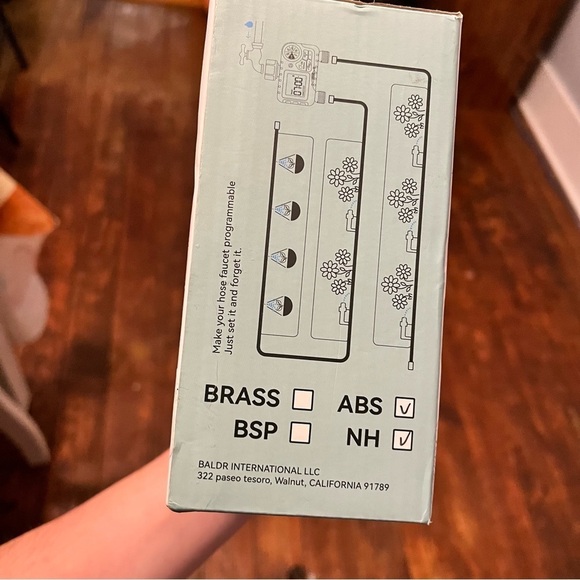 Make your hose faucet programmable
Just set it and forget it.
BRASS ABS
BSP NH
BALDR INTERNATIONAL LLC
322 paseo tesoro, Walnut, CALIFORNIA 91789